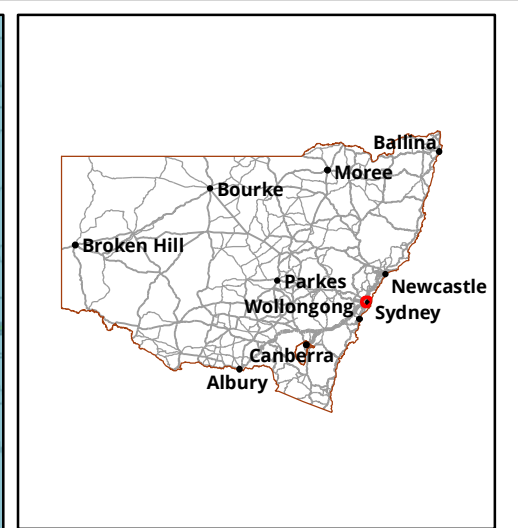 Ballina
Moree
Bourke
Broken Hill
Parkes
Newcastle
Wollongong
Sydney
Canberra
Albury